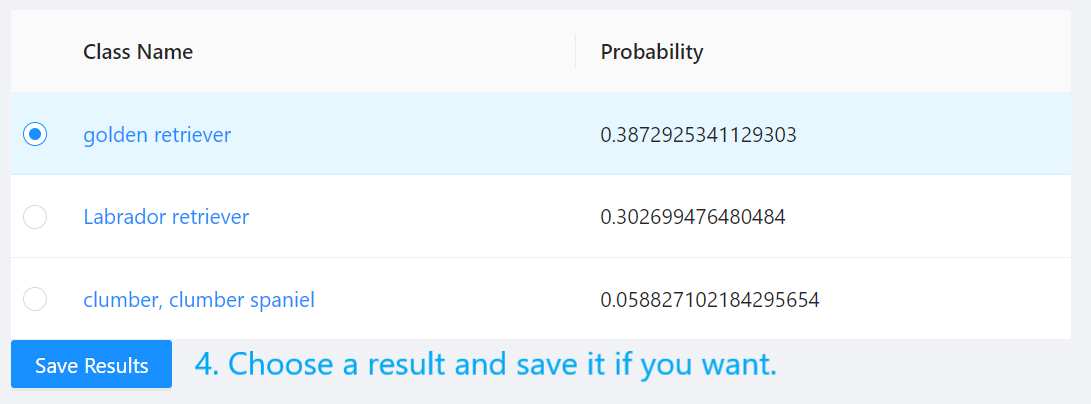 Class Name Probability
golden retriever 0.3872925341129303
Labrador retriever 0.302699476480484
clumber, clumber spaniel 0.058827102184295654
Save Results 4. Choose a result and save it if you want.